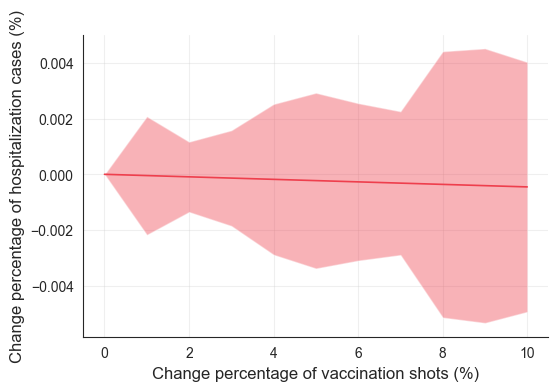 Change percentage of hospitalization cases (%)
0.004
0.002
0.000
−0.002
−0.004
0 2 4 6 8 10
Change percentage of vaccination shots (%)